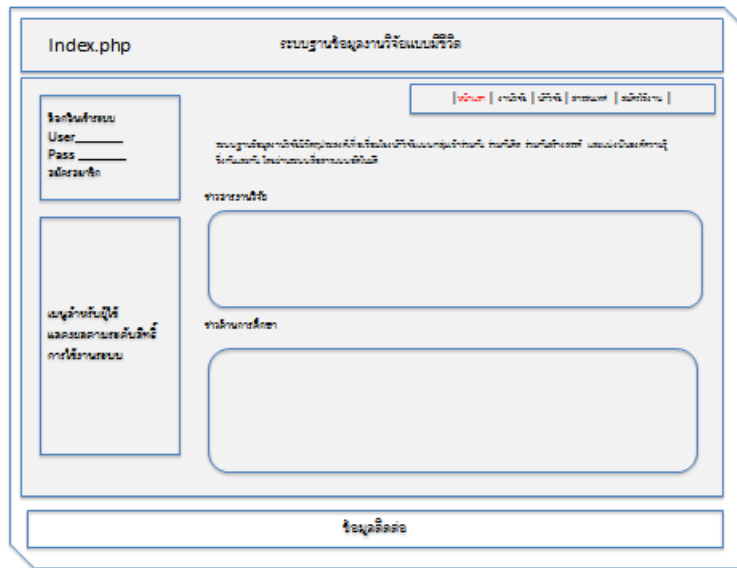 Index.php
ระบบฐานข้อมูลงานวิจัยแบบมีชีวิต
|หน้าแรก | งานวิจัย | นักวิจัย | สารสนเทศ | สมัครใช้งาน |
ล็อกอินเข้าระบบ
User______
Pass ______
สมัครสมาชิก
ข่าวสารงานวิจัย
เมนูสำหรับผู้ใช้
แสดงผลตามระดับสิทธิ์
การใช้งานระบบ
ข่าวด้านการศึกษา
ข้อมูลติดต่อ